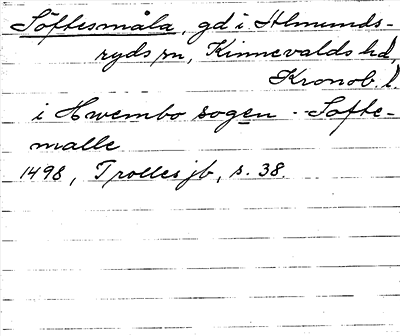 Söftesmåla, gd i Almunds-
ryds sn, Kinnevalds hd,
Kronob. l.
i Hwembo sogen - Softe-
malle
1498, Trolles jb, s. 38.